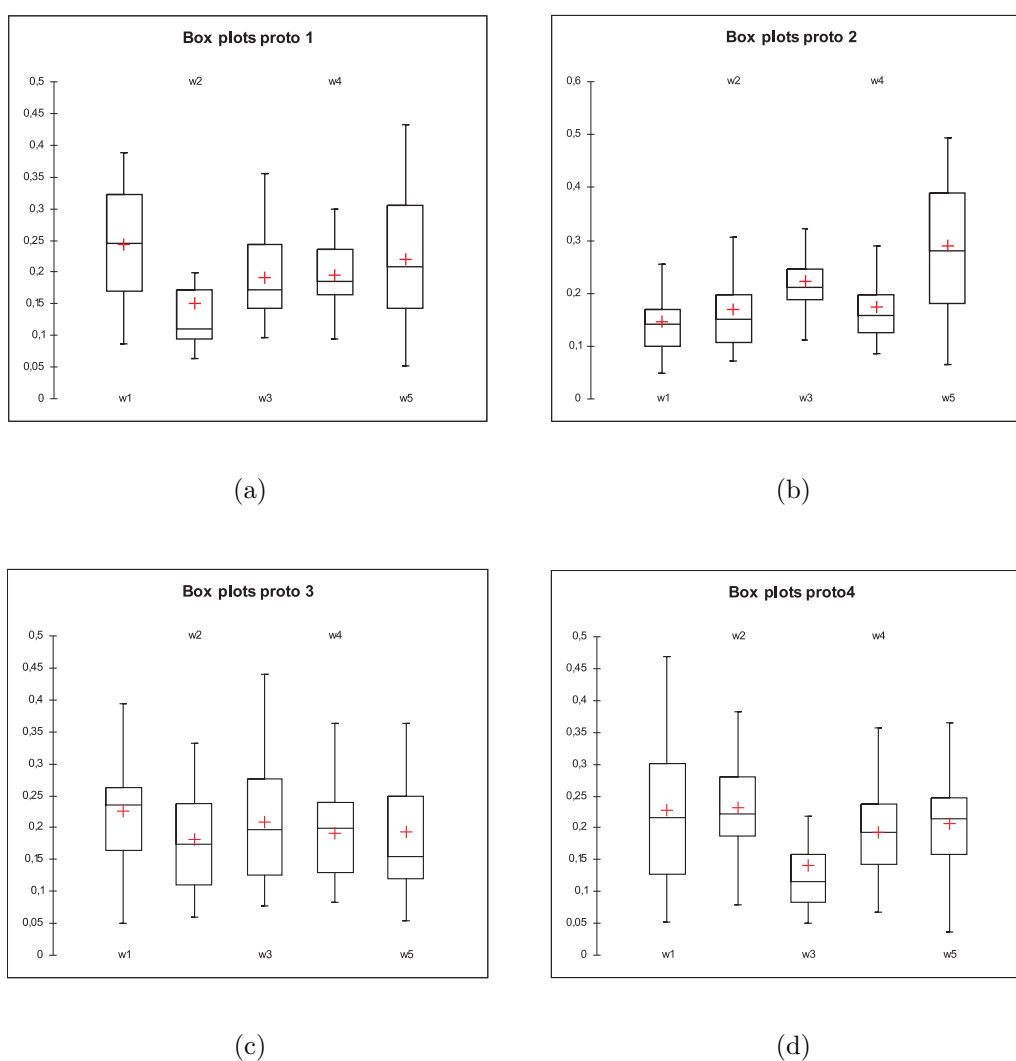 Box plots proto 1
0,5
w2
w4
0,45
0,4
0,35
0,3
0,25
0,2
0,15
0,1
0,05
0
w1
w3
w5
(a)
Box plots proto 2
0,6
w2
w4
0,5
0,4
0,3
0,2
0,1
0
w1
w3
w5
(b)
Box plots proto 3
0,5
w2
w4
0,45
0,4
0,35
0,3
0,25
0,2
0,15
0,1
0,05
0
w1
w3
w5
(c)
Box plots proto4
0,5
w2
w4
0,45
0,4
0,35
0,3
0,25
0,2
0,15
0,1
0,05
0
w1
w3
w5
(d)